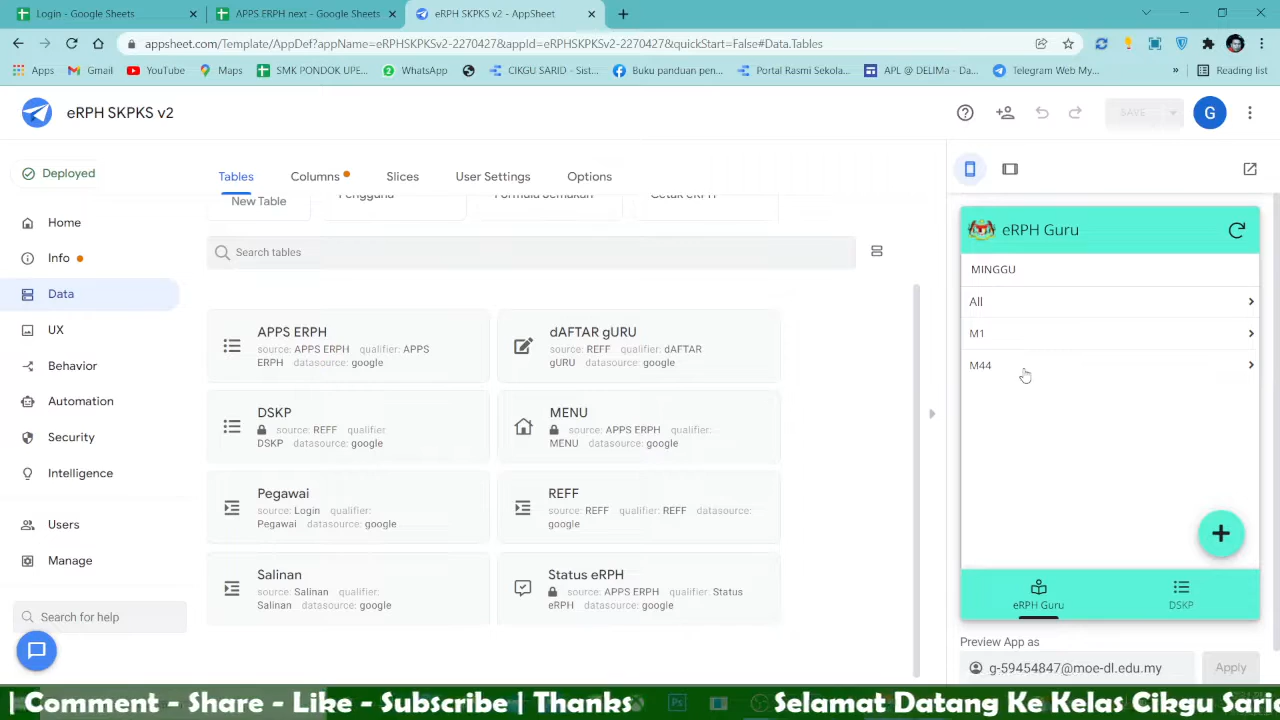 Login - Google Sheets
APPS ERPH next - Google Sheets
eRPH SKPKS v2 - AppSheet
appsheet.com/Template/AppDef?appName=eRPHSKPKSv2-2270427&appId=eRPHSKPKSv2-2270427&quickStart=False#Data.Tables
Apps
Gmail
YouTube
Maps
SMK PONDOK UPE...
WhatsApp
CIKGU SARID - Sist...
Buku panduan pen...
Portal Rasmi Sekola...
APL @ DELIMa - Da...
Telegram Web My...
»
Reading list
eRPH SKPKS v2
SAVE
G
Deployed
Home
Info
Data
UX
Behavior
Automation
Security
Intelligence
Users
Manage
Search for help
Tables
Columns
Slices
User Settings
Options
New Table
Pengguna
Formula Semakan
Cetak eRPH
Search tables
APPS ERPH
source: APPS ERPH qualifier: APPS
ERPH datasource: google
dAFTAR gURU
source: REFF qualifier: dAFTAR
gURU datasource: google
DSKP
source: REFF qualifier:
DSKP datasource: google
MENU
source: APPS ERPH qualifier:
MENU datasource: google
Pegawai
source: Login qualifier:
Pegawai datasource: google
REFF
source: REFF qualifier: REFF datasource:
google
Salinan
source: Salinan qualifier:
Salinan datasource: google
Status eRPH
source: APPS ERPH qualifier: Status
eRPH datasource: google
eRPH Guru
MINGGU
All
M1
M44
eRPH Guru
DSKP
Preview App as
g-59454847@moe-dl.edu.my
Apply
| Comment - Share - Like - Subscribe | Thanks
Selamat Datang Ke Kelas Cikgu Sario